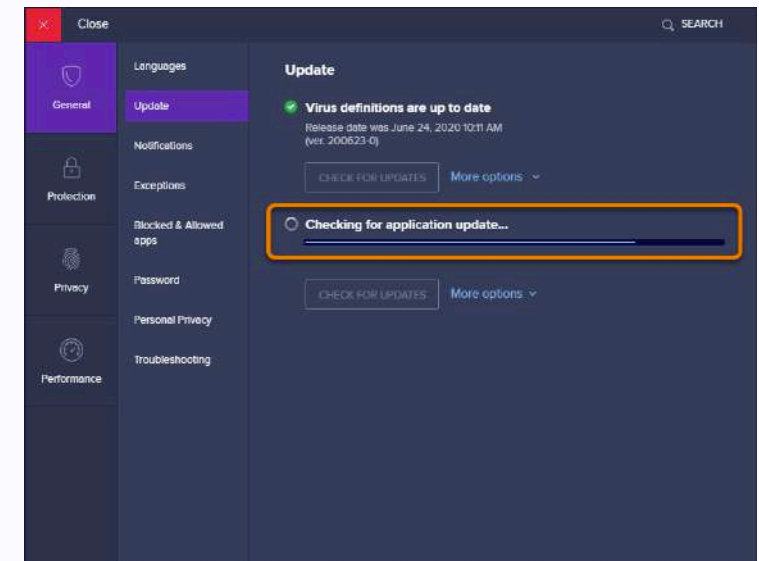 Close
SEARCH
General
Protection
Privacy
Performance
Languages
Update
Notifications
Exceptions
Blocked & Allowed
apps
Password
Personal Privacy
Troubleshooting
Update
Virus definitions are up to date
Release date was June 24, 2020 10:11 AM
(ver. 200623-0)
CHECK FOR UPDATES
More options
Checking for application update...
CHECK FOR UPDATES
More options